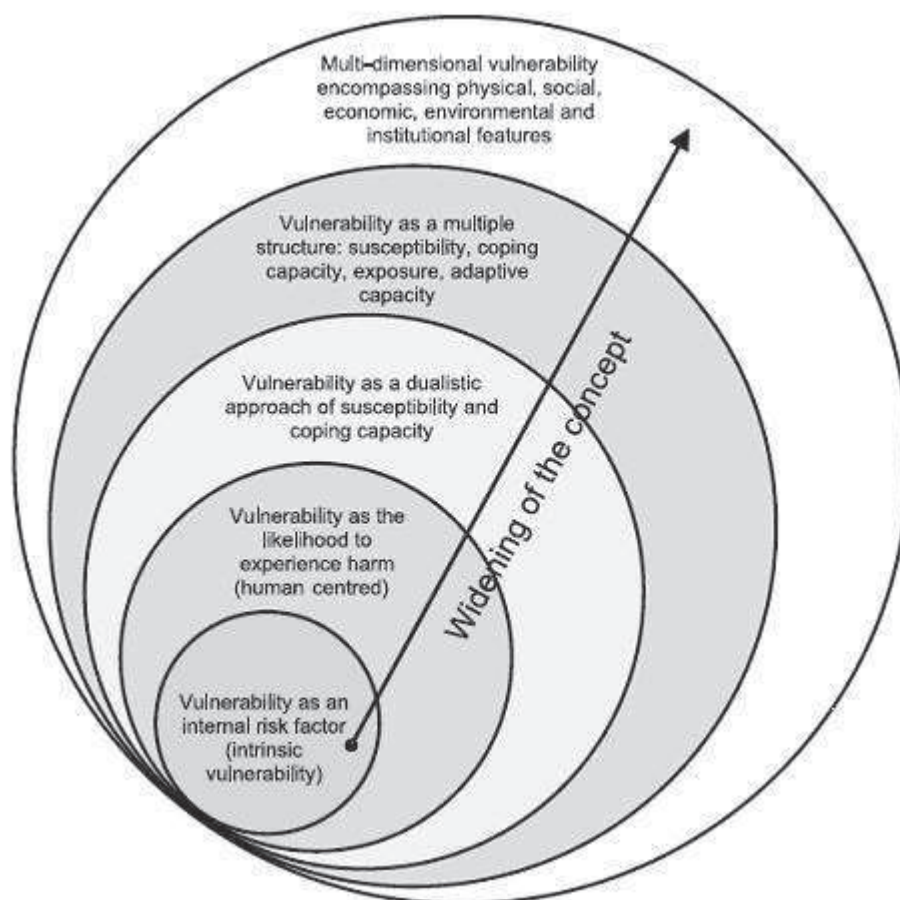 Multi-dimensional vulnerability
encompassing physical, social,
economic, environmental and
institutional features
Vulnerability as a multiple
structure: susceptibility, coping
capacity, exposure, adaptive
capacity
Vulnerability as a dualistic
approach of susceptibility and
coping capacity
Vulnerability as the
likelihood to
experience harm
(human centred)
Vulnerability as an
internal risk factor
(intrinsic
vulnerability)
Widening of the concept